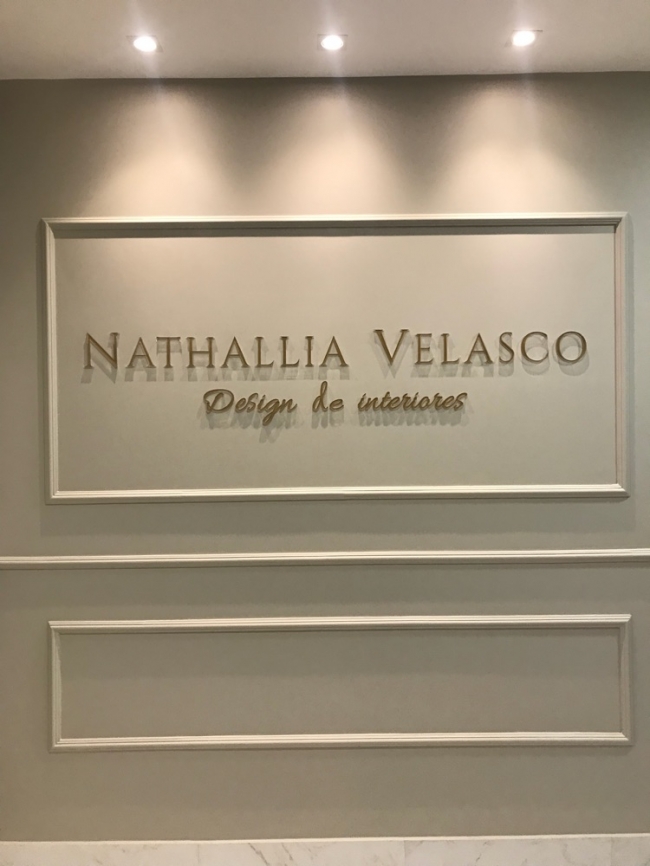 NATHALLIA VELASCO
Design de interiores